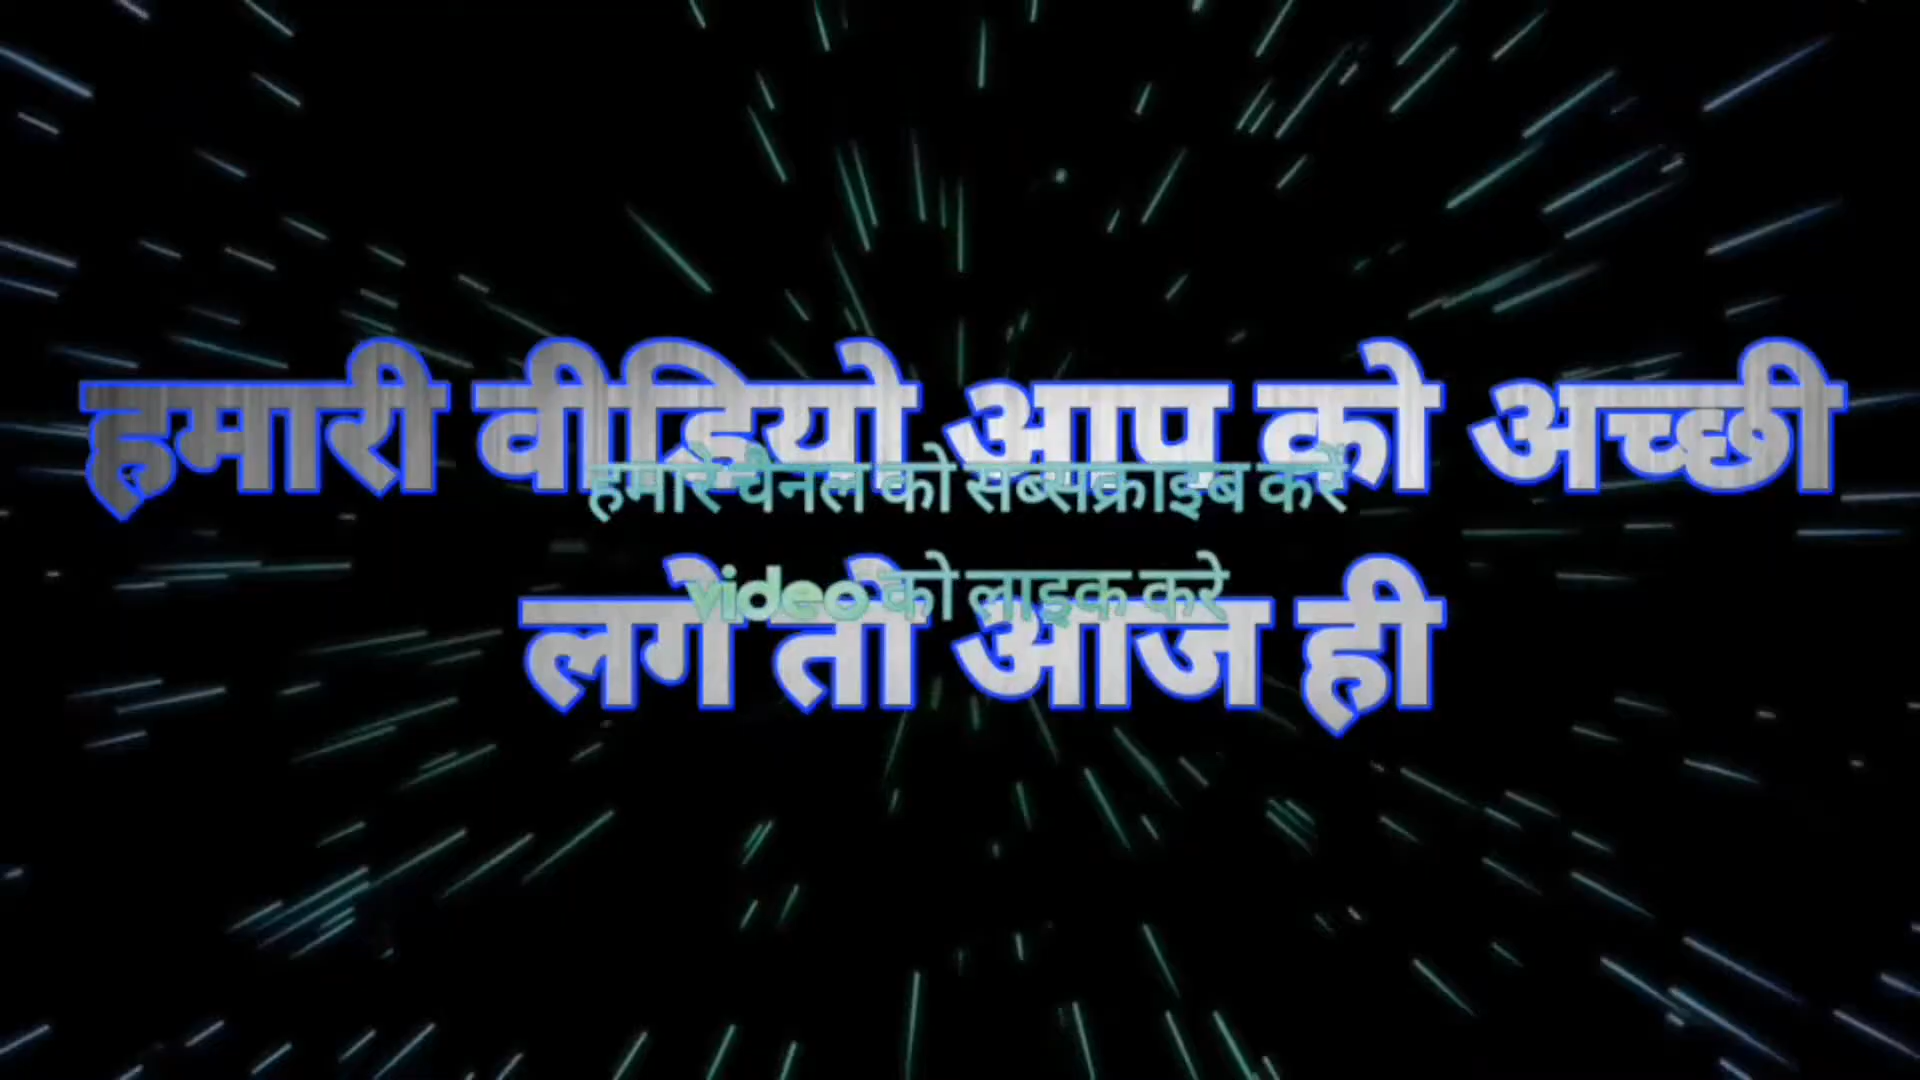 हमारी वीडियो आप को अच्छी
हमारे चैनल को सब्सक्राइब करें
video को लाइक करे
लगे तो आज ही